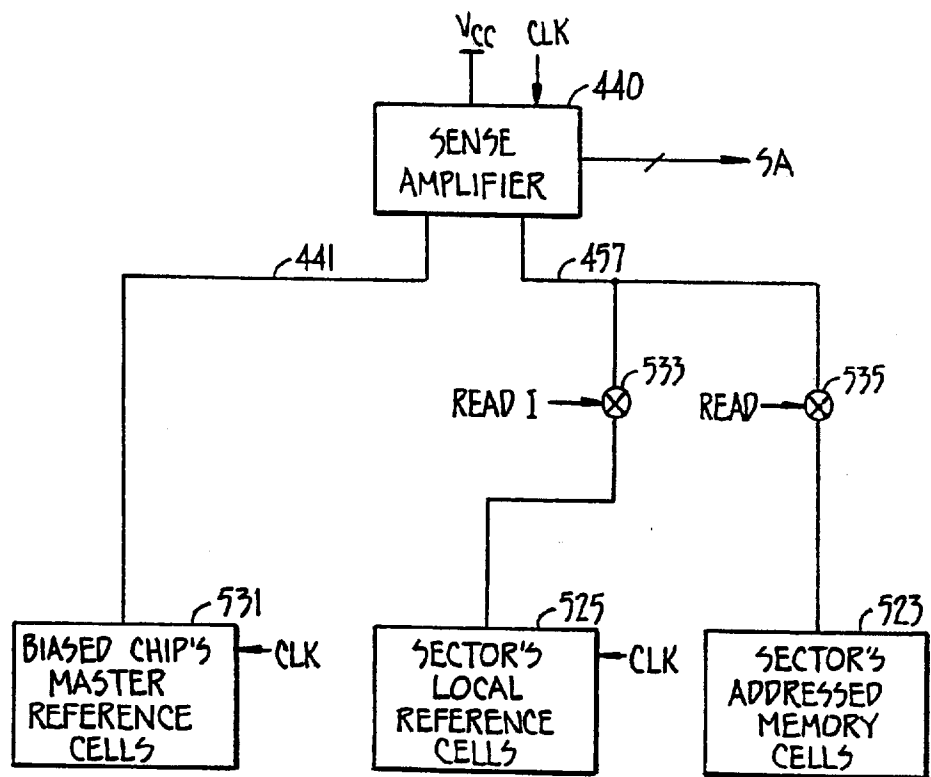 Vcc CLK
440
SENSE
AMPLIFIER
SA
441
457
533
535
READ I
READ
531
525
523
BIASED CHIP'S
MASTER
REFERENCE
CELLS
CLK
SECTOR'S
LOCAL
REFERENCE
CELLS
CLK
SECTOR'S
ADDRESSED
MEMORY
CELLS